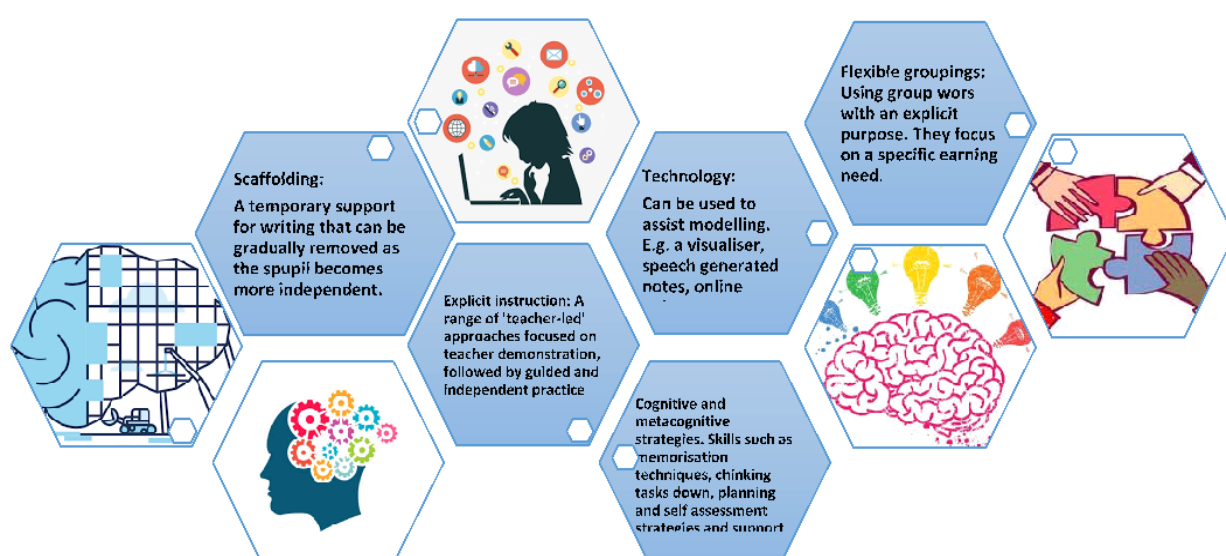 Scaffolding:
A temporary support
for writing that can be
gradually removed as
the spupil becomes
more independent.
Explicit instruction: A
range of 'teacher-led'
approaches focused on
teacher demonstration,
followed by guided and
independent practice
Technology:
Can be used to
assist modelling.
E.g. a visualiser,
speech generated
notes, online
Cognitive and
metacognitive
strategies. Skills such as
memorisation
techniques, chinking
tasks down, planning
and self assessment
strategies and support
Flexible groupings:
Using group wors
with an explicit
purpose. They focus
on a specific earning
need.